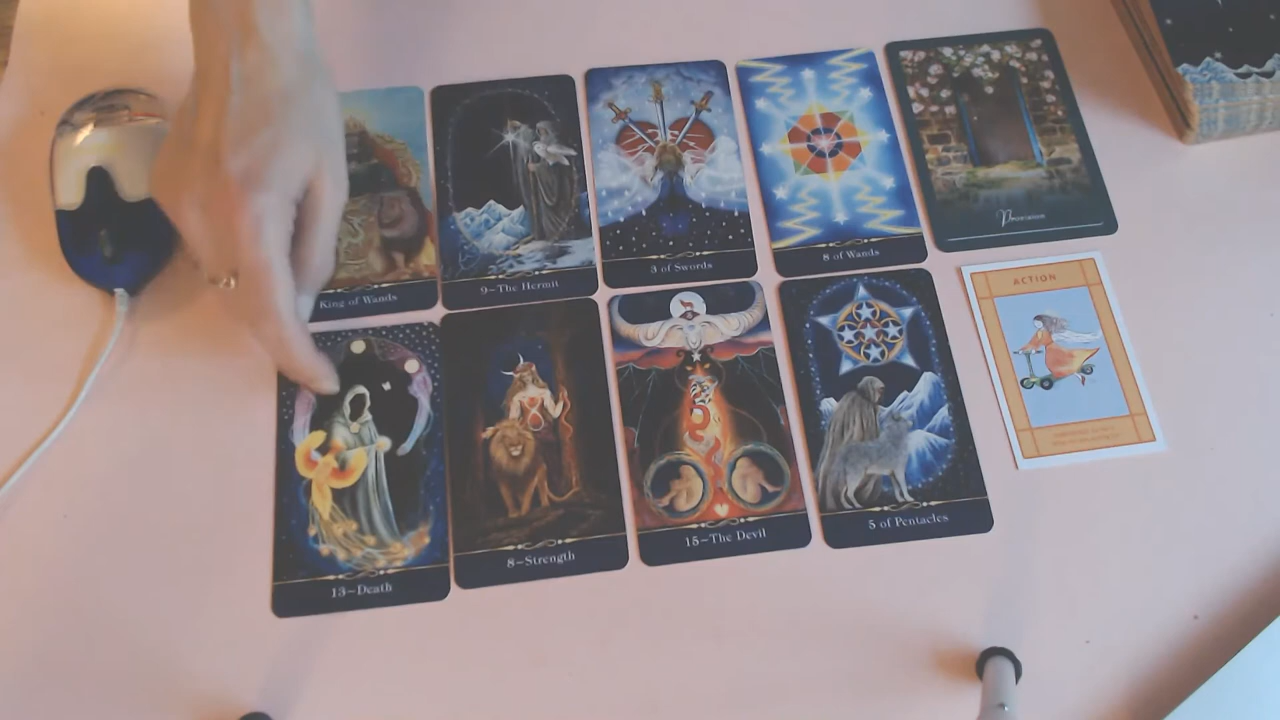 King of Wands
9–The Hermit
3 of Swords
8 of Wands
ACTION
13–Death
8–Strength
15–The Devil
5 of Pentacles